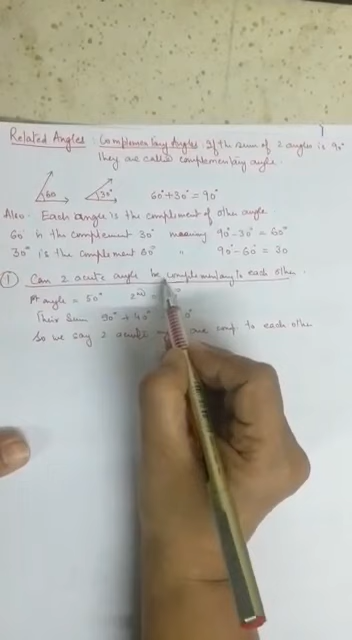 Related Angles : Complementary Angles If the sum of 2 angles is 90°
They are called complementary angle.
60 30° 60°+30° = 90°
Also: Each angle is the complement of other angle
60° is the complement 30° meaning 90°-30° = 60°
30° is the complement 60° " 90°-60° = 30
① Can 2 acute angle be complementary to each other.
angle = 50° 2nd =
Their sum + 40°
So we say 2 acute are comp to each other